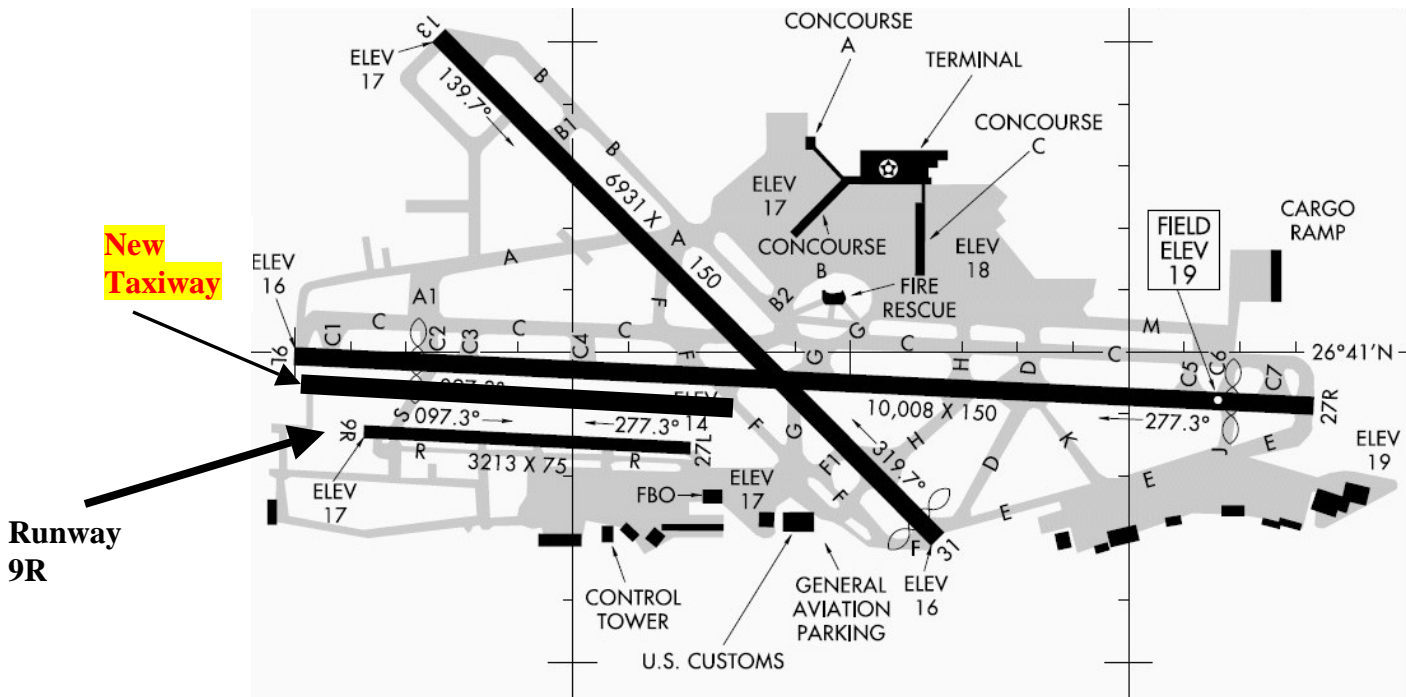 13
ELEV
17
139.7°
B
B1
B
6931 X
150
CONCOURSE
A
TERMINAL
CONCOURSE
C
ELEV
17
CONCOURSE
B
ELEV
18
FIRE
RESCUE
FIELD
ELEV
19
CARGO
RAMP
New
Taxiway
ELEV
16
A
A
A1
F
B2
C1
C
C2
C3
C
C4
C
F
G
G
C
H
D
C
M
C5
C6
C7
26°41'N
9L
10,008 X 150
277.3°
27R
ELEV
14
S
097.3°
277.3°
9R
27L
R
3213 X 75
R
ELEV
17
F
G
F1
F
319.7°
H
D
K
E
E
J
E
ELEV
19
Runway
9R
FBO
ELEV
17
F
31
ELEV
16
CONTROL
TOWER
U.S. CUSTOMS
GENERAL
AVIATION
PARKING